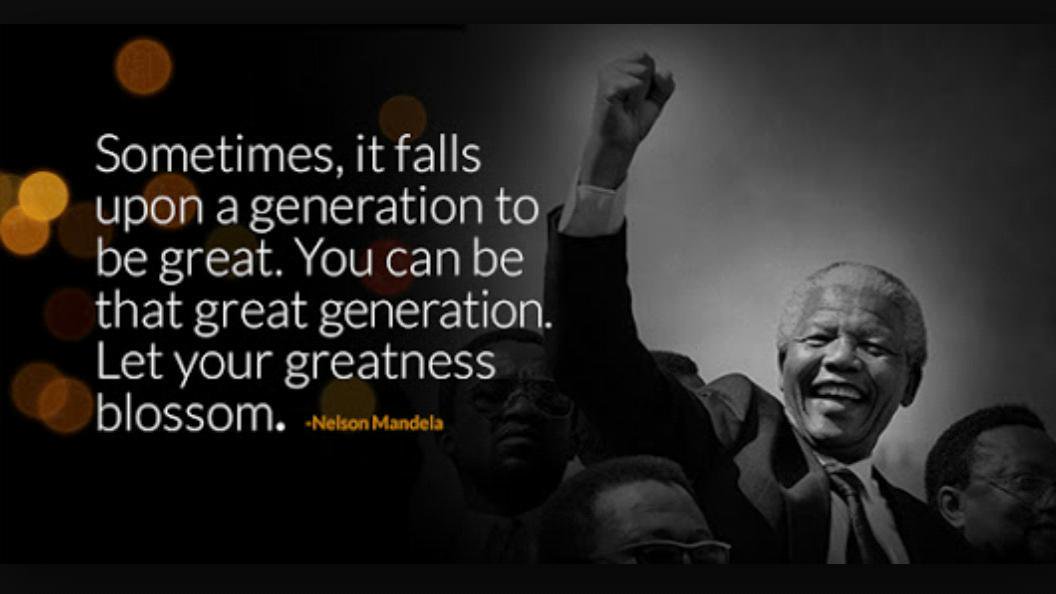 Sometimes, it falls
upon a generation to
be great. You can be
that great generation.
Let your greatness
blossom. -Nelson Mandela